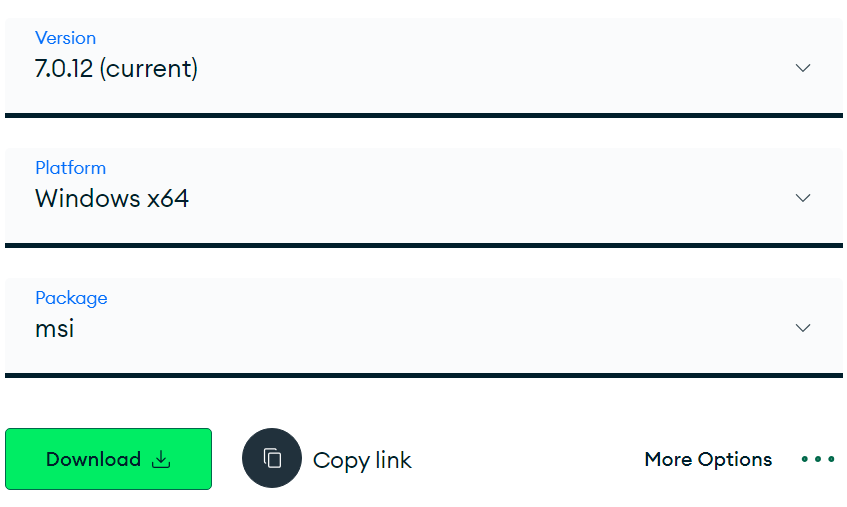 Version
7.0.12 (current)
Platform
Windows x64
Package
msi
Download
Copy link
More Options